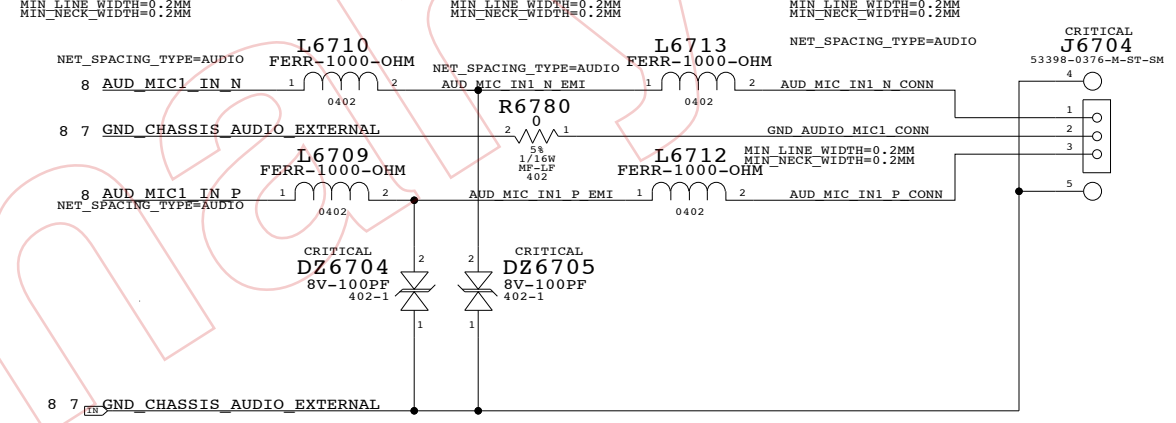 MIN_LINE_WIDTH=0.2MM
MIN_NECK_WIDTH=0.2MM
MIN_LINE_WIDTH=0.2MM
MIN_NECK_WIDTH=0.2MM
MIN_LINE_WIDTH=0.2MM
MIN_NECK_WIDTH=0.2MM
CRITICAL
J6704
53398-0376-M-ST-SM
NET_SPACING_TYPE=AUDIO
L6710
FERR-1000-OHM
NET_SPACING_TYPE=AUDIO
L6713
FERR-1000-OHM
NET_SPACING_TYPE=AUDIO
8 AUD_MIC1_IN_N
1 2
0402
AUD_MIC_IN1_N_EMI
1 2
0402
AUD_MIC_IN1_N_CONN
4
1
2
3
5
R6780
0
8 7 GND_CHASSIS_AUDIO_EXTERNAL
2 1
5%
1/16W
MF-LF
402
GND_AUDIO_MIC1_CONN
MIN_LINE_WIDTH=0.2MM
MIN_NECK_WIDTH=0.2MM
L6709
FERR-1000-OHM
L6712
FERR-1000-OHM
8 AUD_MIC1_IN_P
NET_SPACING_TYPE=AUDIO
1 2
0402
AUD_MIC_IN1_P_EMI
1 2
0402
AUD_MIC_IN1_P_CONN
CRITICAL
DZ6704
8V-100PF
402-1
2
1
CRITICAL
DZ6705
8V-100PF
402-1
2
1
8 7 IN GND_CHASSIS_AUDIO_EXTERNAL